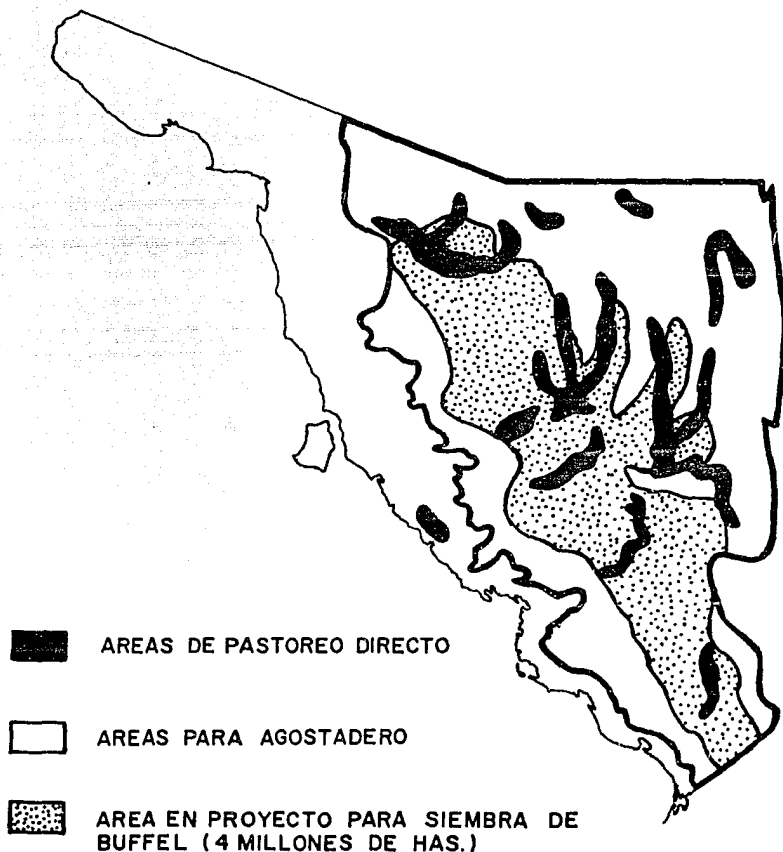 AREAS DE PASTOREO DIRECTO
AREAS PARA AGOSTADERO
AREA EN PROYECTO PARA SIEMBRA DE
BUFFEL (4 MILLONES DE HAS.)